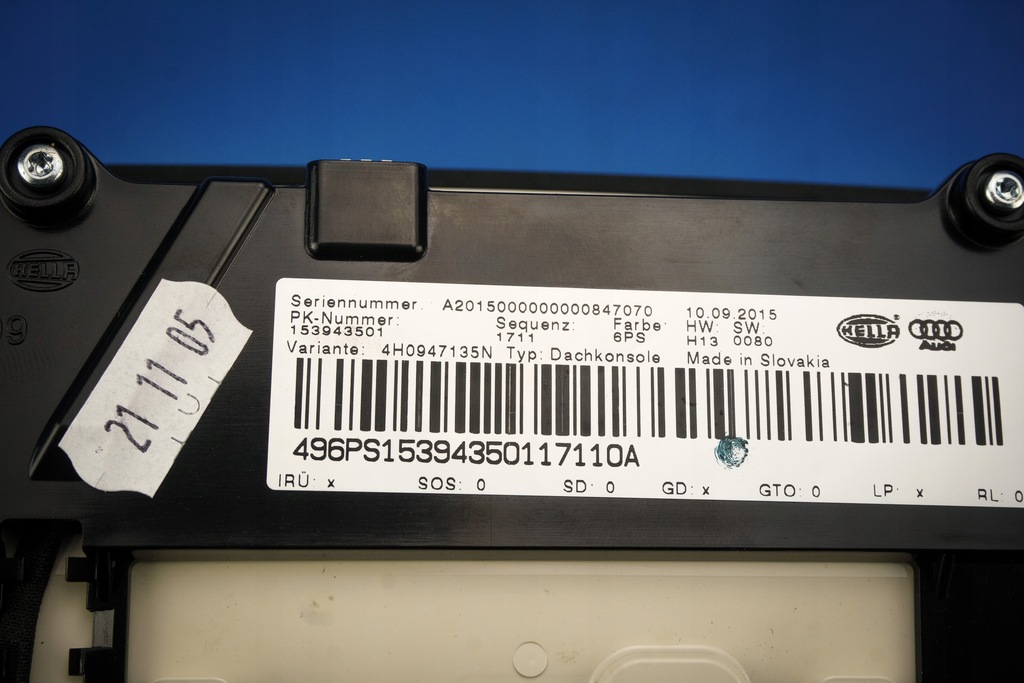 HELLA
21 11 05
Seriennummer: A2015000000000847070 10.09.2015
PK-Nummer: Sequenz: Farbe: HW: SW:
153943501 1711 6PS H13 0080
Variante: 4H0947135N Typ: Dachkonsole Made in Slovakia
HELLA Audi
496PS15394350117110A
IRÜ: x SOS: 0 SD: 0 GD: x GTO: 0 LP: x RL: 0